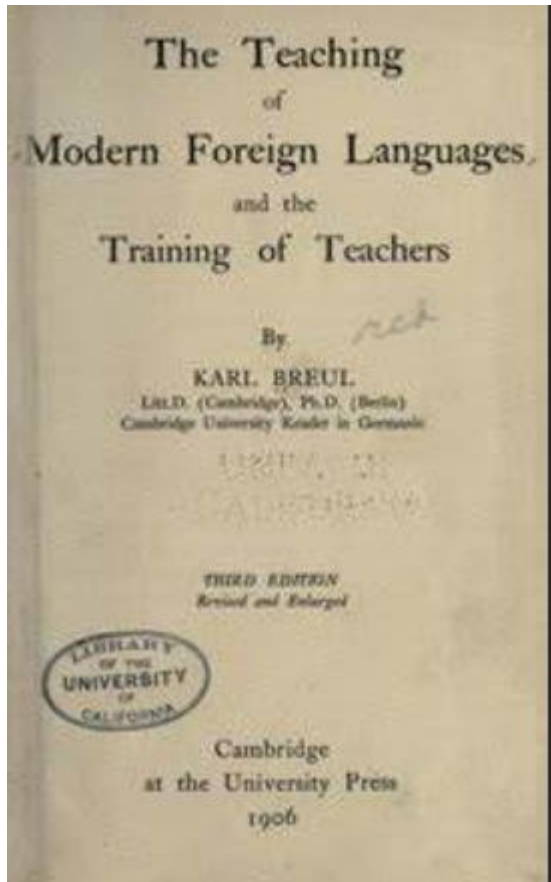 The Teaching
of
Modern Foreign Languages
and the
Training of Teachers
By
KARL BREUL
Litt.D. (Cambridge), Ph.D. (Berlin)
Cambridge University Reader in Germanic
THIRD EDITION
Revised and Enlarged
LIBRARY
OF THE
UNIVERSITY
OF
CALIFORNIA
Cambridge
at the University Press
1906